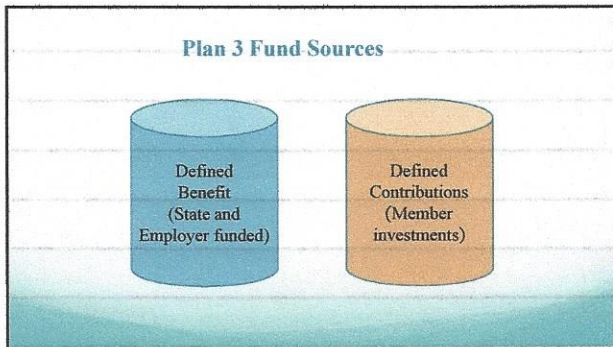 Plan 3 Fund Sources
Defined
Benefit
(State and
Employer funded)
Defined
Contributions
(Member
investments)